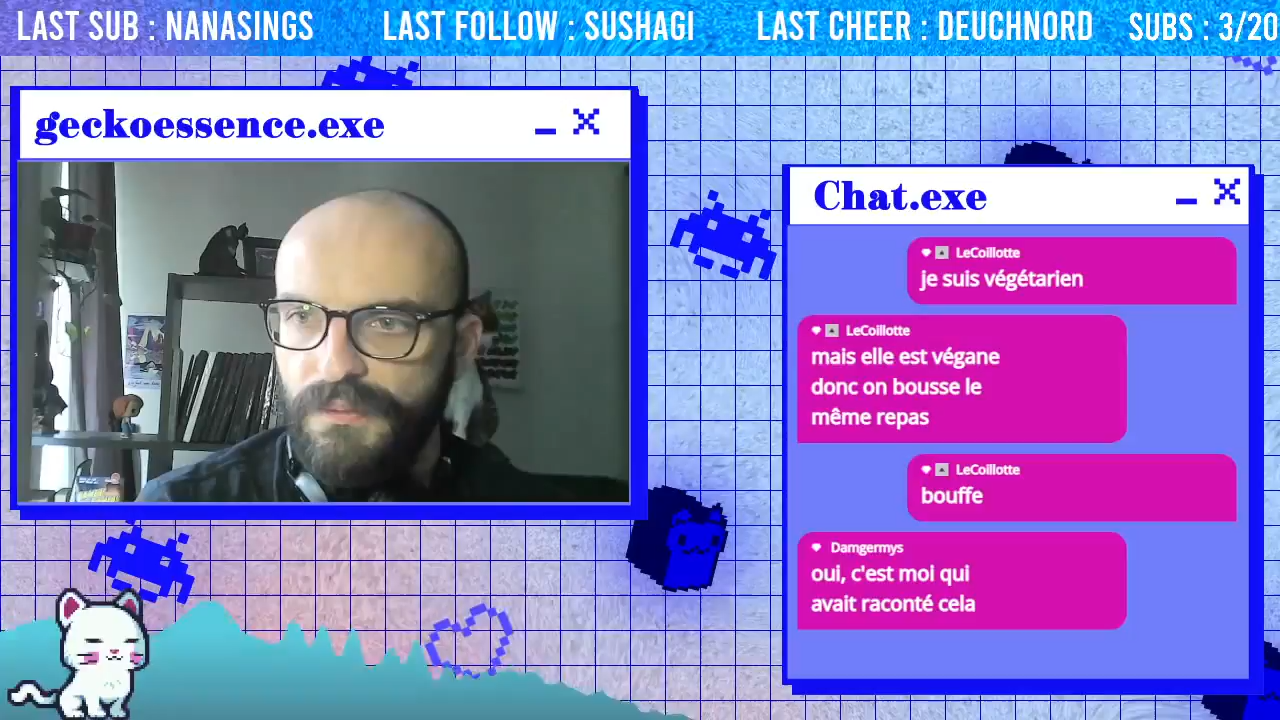 LAST SUB : NANASINGS LAST FOLLOW : SUSHAGI LAST CHEER : DEUCHNORD SUBS : 3/20
geckoessence.exe
Chat.exe
LeCoillotte
je suis végétarien
LeCoillotte
mais elle est végane
donc on bousse le
même repas
LeCoillotte
bouffe
Damgermys
oui, c'est moi qui
avait raconté cela